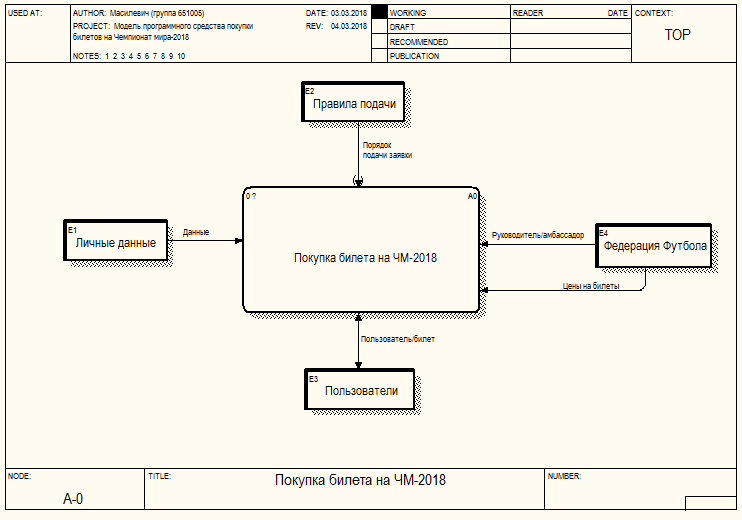 USED AT:
AUTHOR: Масилевич (группа 651005)
DATE: 03.03.2018
PROJECT: Модель программного средства покупки
билетов на Чемпионат мира-2018
REV: 04.03.2018
NOTES: 1 2 3 4 5 6 7 8 9 10
WORKING
DRAFT
RECOMMENDED
PUBLICATION
READER
DATE
CONTEXT:
TOP
E2
Правила подачи
Порядок
подачи заявки
0 ?
A0
E1
Личные данные
Данные
Покупка билета на ЧМ-2018
Руководитель/амбассадор
E4
Федерация Футбола
Цены на билеты
Пользователь/билет
E3
Пользователи
NODE:
A-0
TITLE:
Покупка билета на ЧМ-2018
NUMBER: